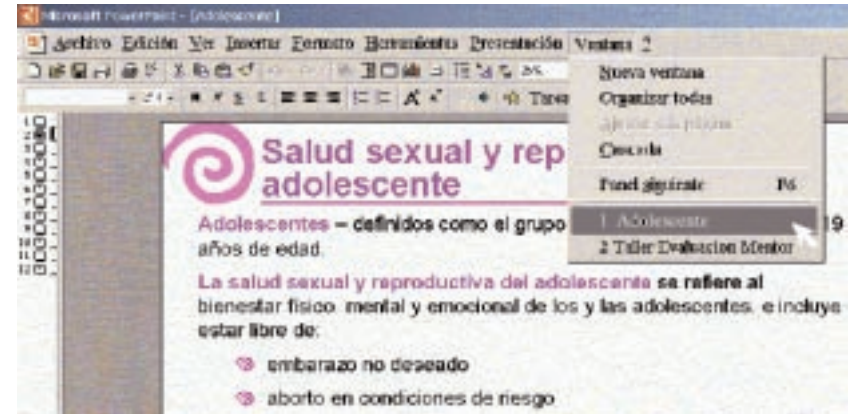 Microsoft PowerPoint - [Adolescente]
Archivo Edición Ver Insertar Formato Herramientas Presentación Ventana ?
Nueva ventana
Organizar todas
Cascada
Panel siguiente F6
1 Adolescente
2 Taller Evaluacion Mentor
Salud sexual y rep
adolescente
Adolescentes – definidos como el grupo 19
años de edad.
La salud sexual y reproductiva del adolescente se refiere al
bienestar físico mental y emocional de los y las adolescentes, e incluye
estar libre de:
embarazo no deseado
aborto en condiciones de riesgo